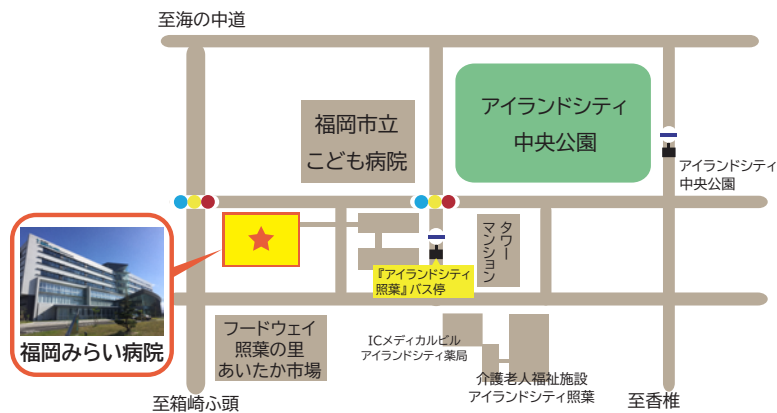 至海の中道
福岡市立
こども病院
アイランドシティ
中央公園
アイランドシティ
中央公園
タワー
マンション
『アイランドシティ
照葉』バス停
福岡みらい病院
フードウェイ
照葉の里
あいたか市場
ICメディカルビル
アイランドシティ薬局
介護老人福祉施設
アイランドシティ照葉
至箱崎ふ頭
至香椎